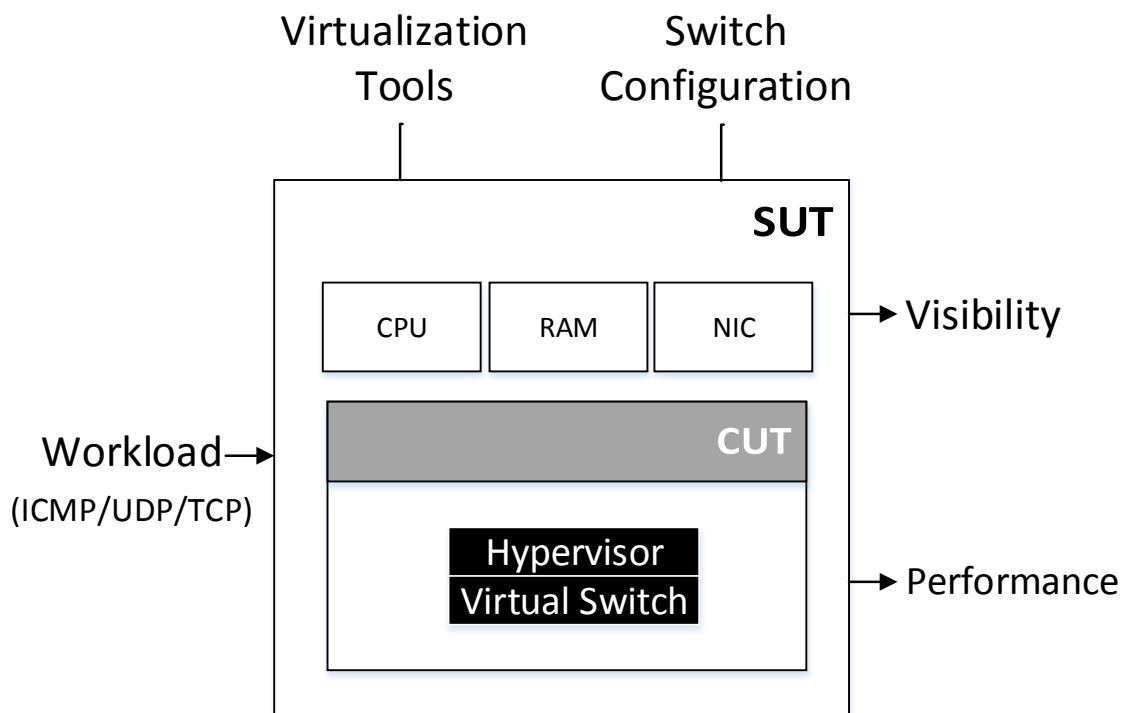 Virtualization
Tools
Switch
Configuration
SUT
CPU
RAM
NIC
Visibility
CUT
Workload
(ICMP/UDP/TCP)
Hypervisor
Virtual Switch
Performance